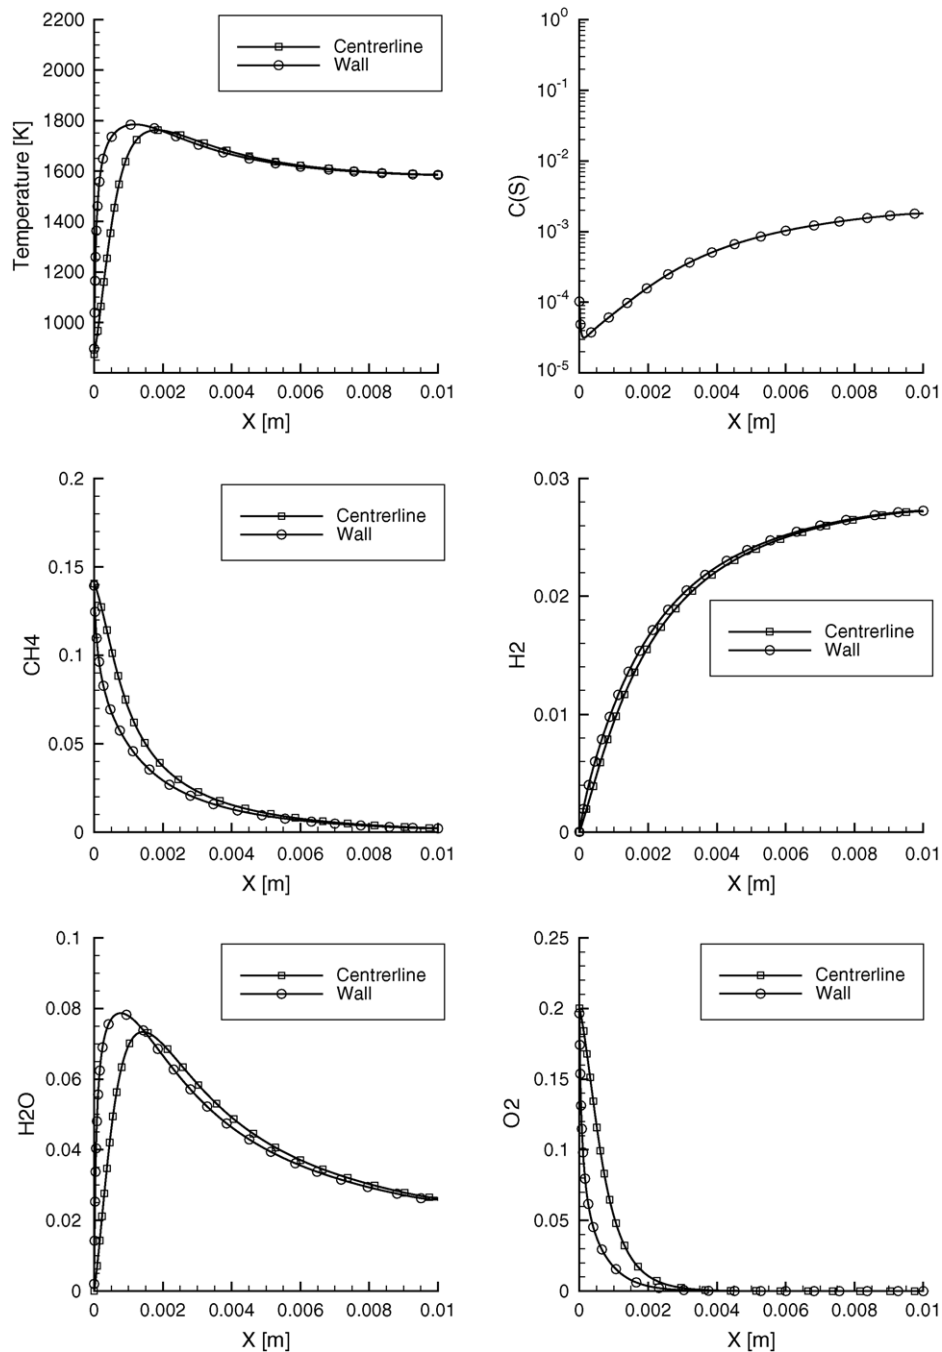 2200
2000
1800
1600
1400
1200
1000
Temperature [K]
Centrerline
Wall
0 0.002 0.004 0.006 0.008 0.01
X [m]
10^0
10^-1
10^-2
10^-3
10^-4
10^-5
C(S)
0 0.002 0.004 0.006 0.008 0.01
X [m]
0.2
0.15
0.1
0.05
0
CH4
Centrerline
Wall
0 0.002 0.004 0.006 0.008 0.01
X [m]
0.03
0.02
0.01
0
H2
Centrerline
Wall
0 0.002 0.004 0.006 0.008 0.01
X [m]
0.1
0.08
0.06
0.04
0.02
0
H2O
Centrerline
Wall
0 0.002 0.004 0.006 0.008 0.01
X [m]
0.25
0.2
0.15
0.1
0.05
0
O2
Centrerline
Wall
0 0.002 0.004 0.006 0.008 0.01
X [m]